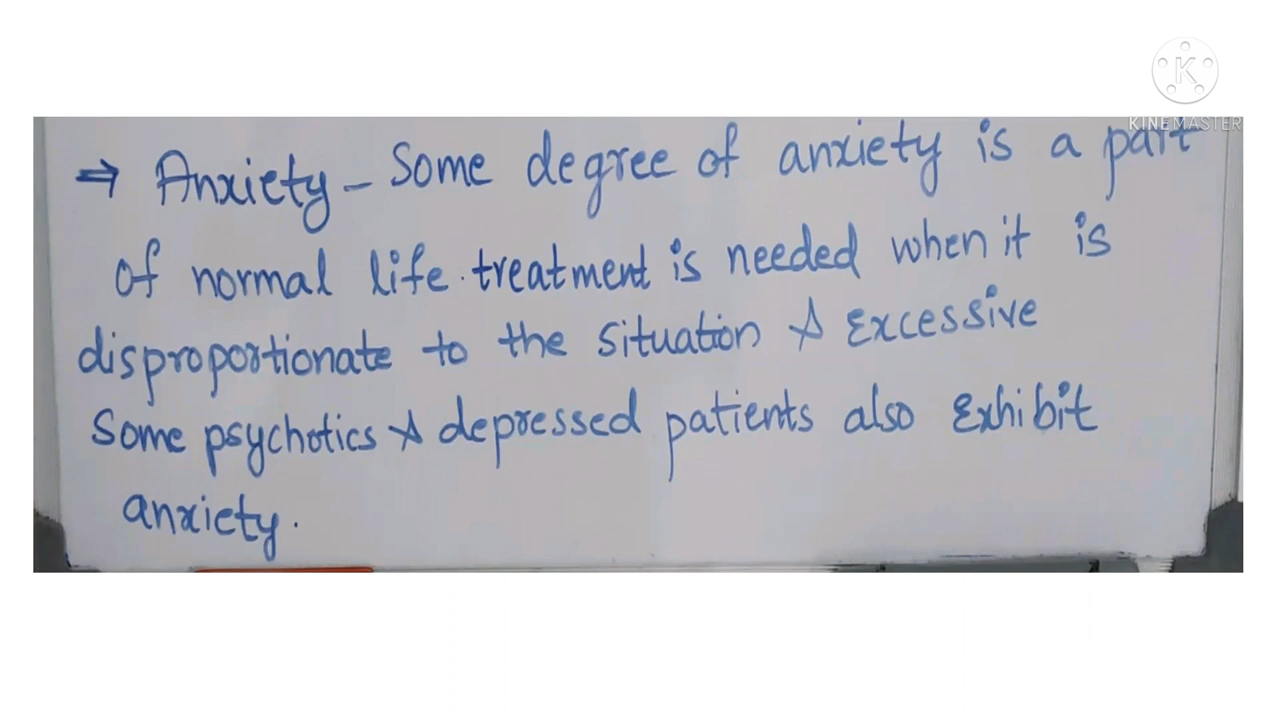 K
KINEMASTER
⇒ Anxiety - Some degree of anxiety is a part
of normal life. treatment is needed when it is
disproportionate to the situation & Excessive
Some psychotics & depressed patients also Exhibit
anxiety.